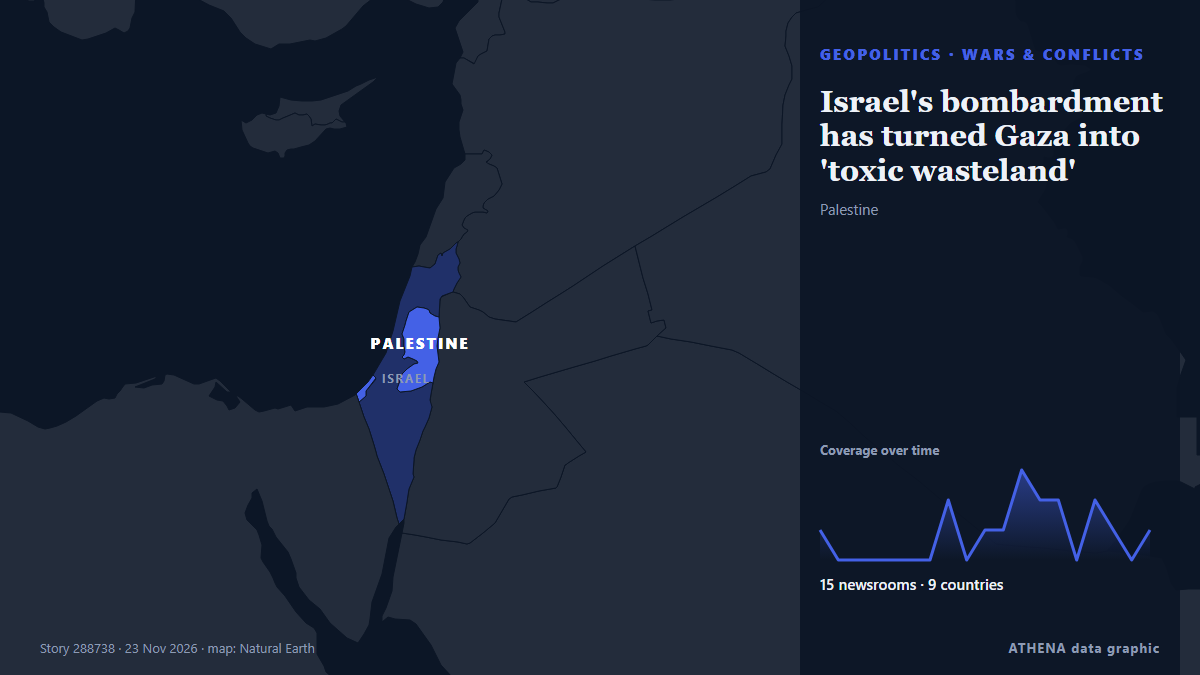 GEOPOLITICS · WARS & CONFLICTS
Israel's bombardment
has turned Gaza into
'toxic wasteland'
Palestine
PALESTINE
ISRAEL
Coverage over time
15 newsrooms · 9 countries
Story 288738 · 23 Nov 2026 · map: Natural Earth
ATHENA data graphic